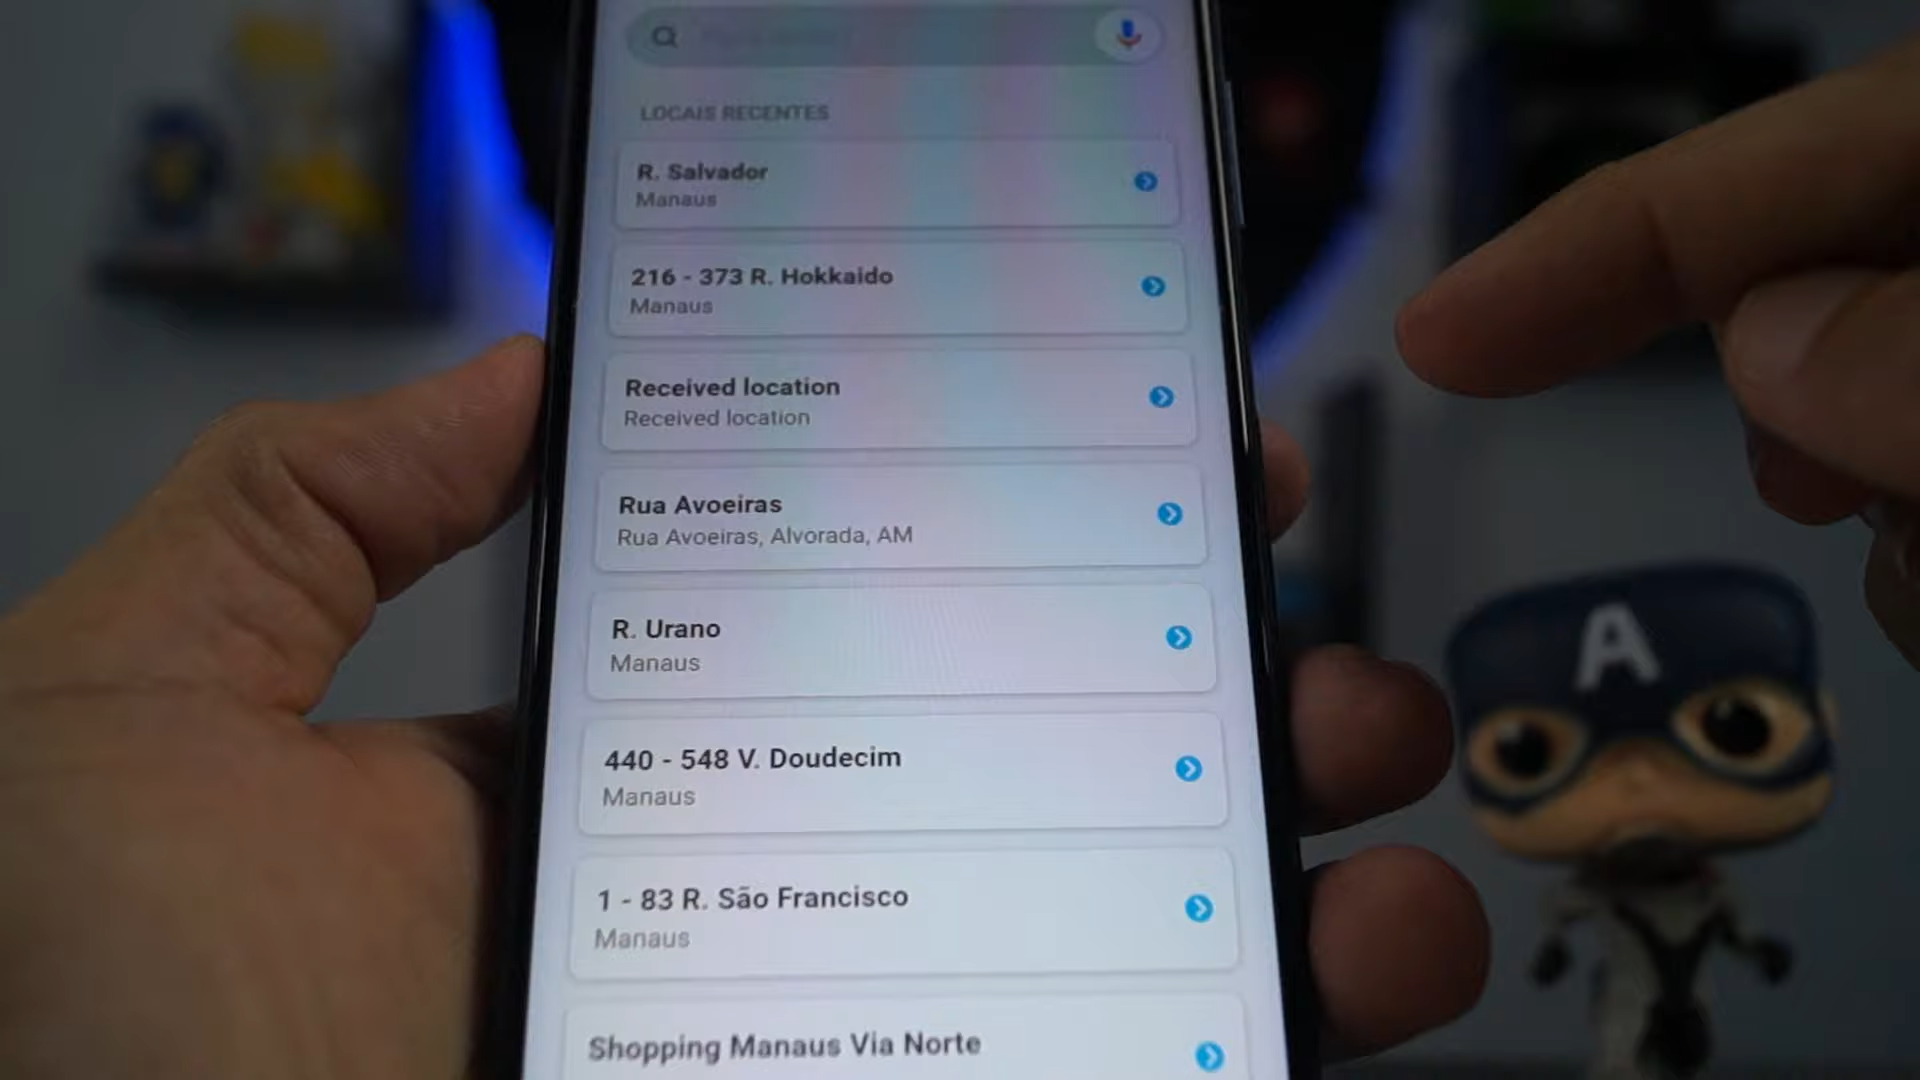 LOCAIS RECENTES
R. Salvador
Manaus
216 - 373 R. Hokkaido
Manaus
Received location
Received location
Rua Avoeiras
Rua Avoeiras, Alvorada, AM
R. Urano
Manaus
440 - 548 V. Doudecim
Manaus
1 - 83 R. São Francisco
Manaus
Shopping Manaus Via Norte
A